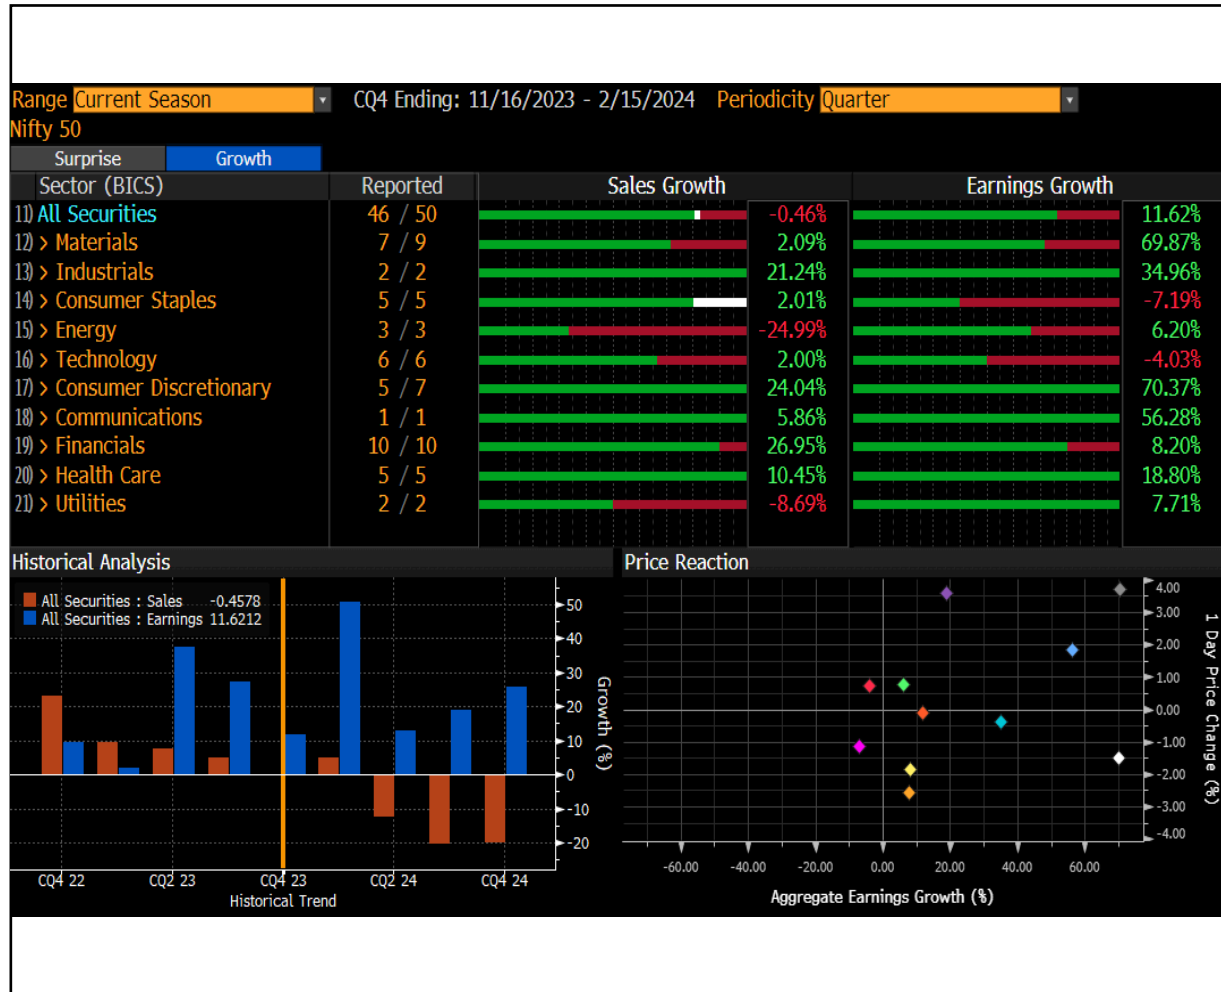 Range Current Season CQ4 Ending: 11/16/2023 - 2/15/2024 Periodicity Quarter
Nifty 50
Surprise Growth
Sector (BICS) Reported Sales Growth Earnings Growth
11) All Securities 46 / 50 -0.46% 11.62%
12) > Materials 7 / 9 2.09% 69.87%
13) > Industrials 2 / 2 21.24% 34.96%
14) > Consumer Staples 5 / 5 2.01% -7.19%
15) > Energy 3 / 3 -24.99% 6.20%
16) > Technology 6 / 6 2.00% -4.03%
17) > Consumer Discretionary 5 / 7 24.04% 70.37%
18) > Communications 1 / 1 5.86% 56.28%
19) > Financials 10 / 10 26.95% 8.20%
20) > Health Care 5 / 5 10.45% 18.80%
21) > Utilities 2 / 2 -8.69% 7.71%
Historical Analysis
All Securities : Sales -0.4578
All Securities : Earnings 11.6212
50
40
30
20
10
0
-10
-20
Growth (%)
CQ4 22 CQ2 23 CQ4 23 CQ2 24 CQ4 24
Historical Trend
Price Reaction
4.00
3.00
2.00
1.00
0.00
-1.00
-2.00
-3.00
-4.00
1 Day Price Change (%)
-60.00 -40.00 -20.00 0.00 20.00 40.00 60.00
Aggregate Earnings Growth (%)